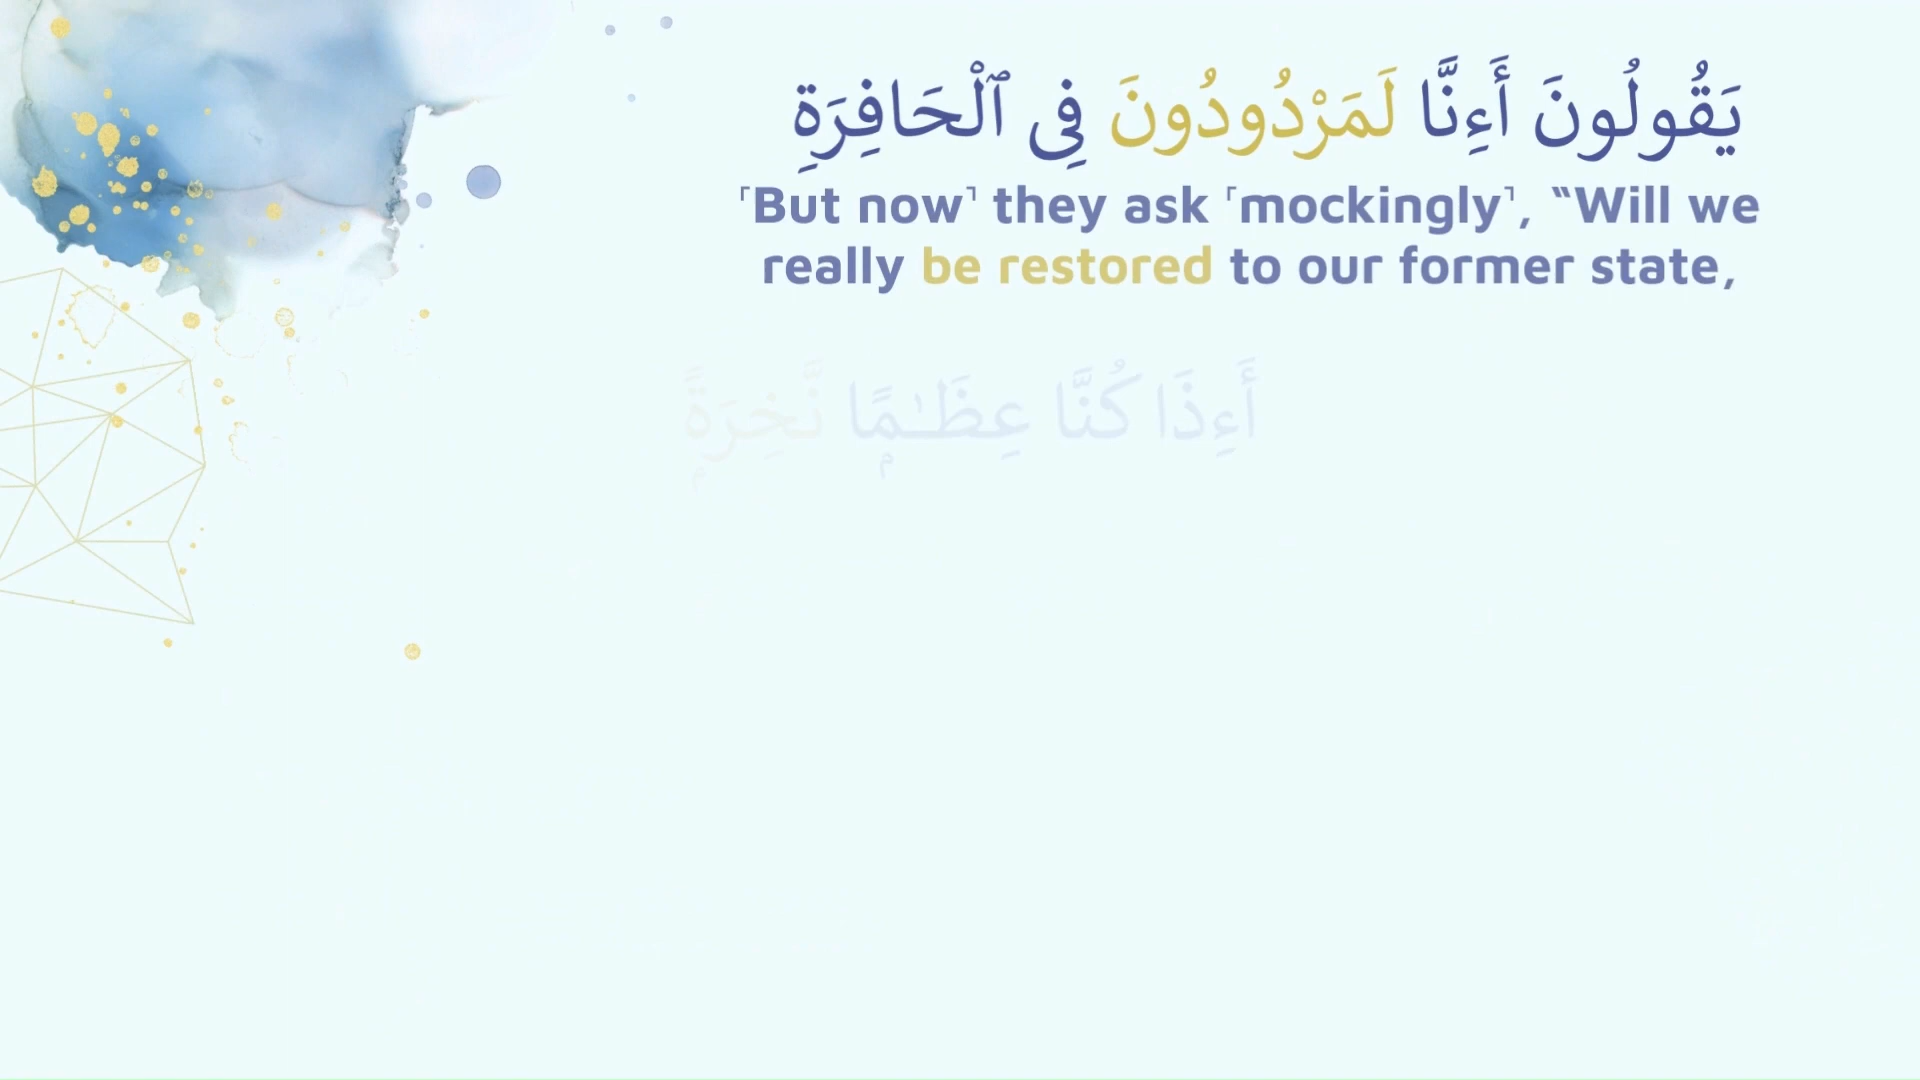 يَقُولُونَ أَءِنَّا لَمَرْدُودُونَ فِى ٱلْحَافِرَةِ
⸢But now⸣ they ask ⸢mockingly⸣, “Will we
really be restored to our former state,
أَءِذَا كُنَّا عِظَـٰمًۭا نَّخِرَةًۭ